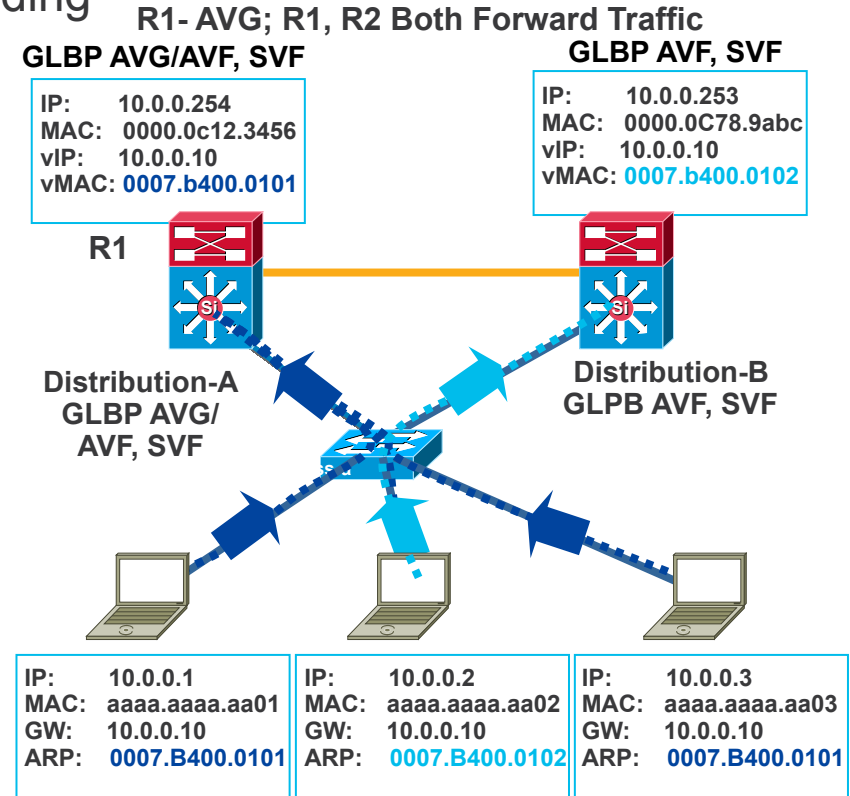 R1- AVG; R1, R2 Both Forward Traffic
GLBP AVG/AVF, SVF
IP: 10.0.0.254
MAC: 0000.0c12.3456
vIP: 10.0.0.10
vMAC: 0007.b400.0101
GLBP AVF, SVF
IP: 10.0.0.253
MAC: 0000.0C78.9abc
vIP: 10.0.0.10
vMAC: 0007.b400.0102
R1
Si
Si
Distribution-A
GLBP AVG/
AVF, SVF
Distribution-B
GLPB AVF, SVF
IP: 10.0.0.1
MAC: aaaa.aaaa.aa01
GW: 10.0.0.10
ARP: 0007.B400.0101
IP: 10.0.0.2
MAC: aaaa.aaaa.aa02
GW: 10.0.0.10
ARP: 0007.B400.0102
IP: 10.0.0.3
MAC: aaaa.aaaa.aa03
GW: 10.0.0.10
ARP: 0007.B400.0101